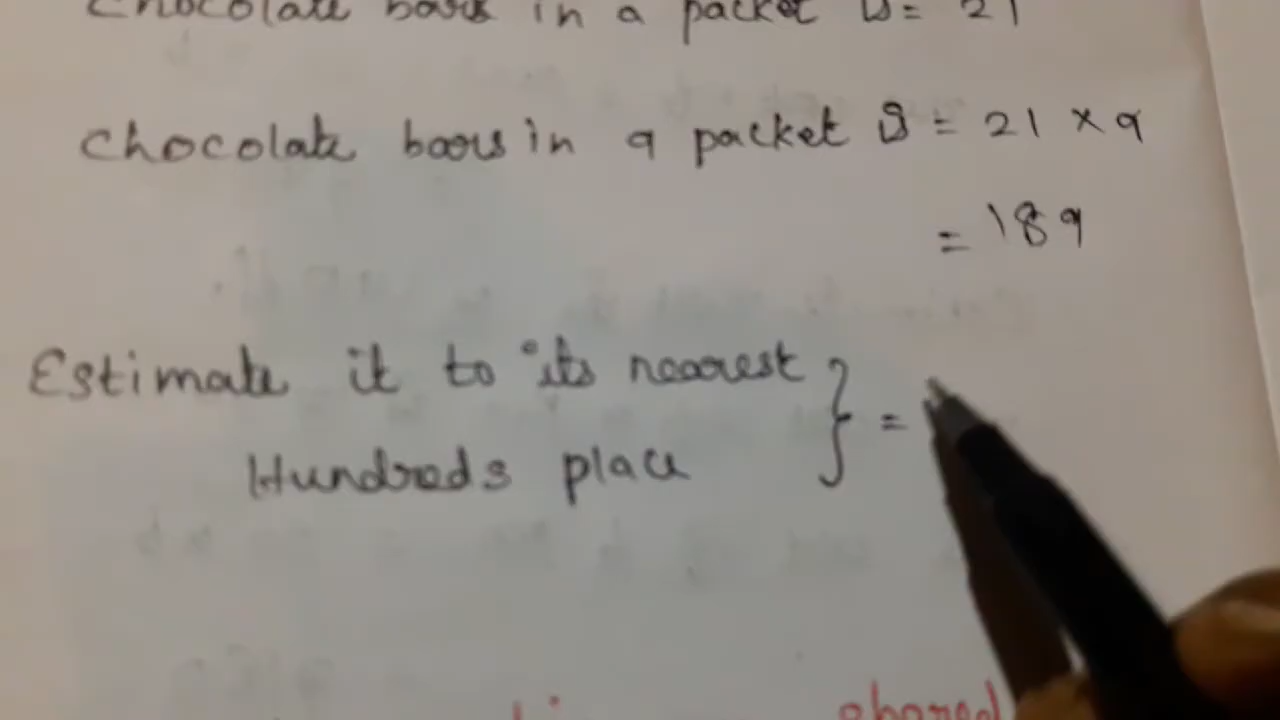 Chocolate bars in a packet is = 21
Chocolate bars in 9 packet is = 21 × 9
= 189
Estimate it to its nearest
Hundreds place } =
shared